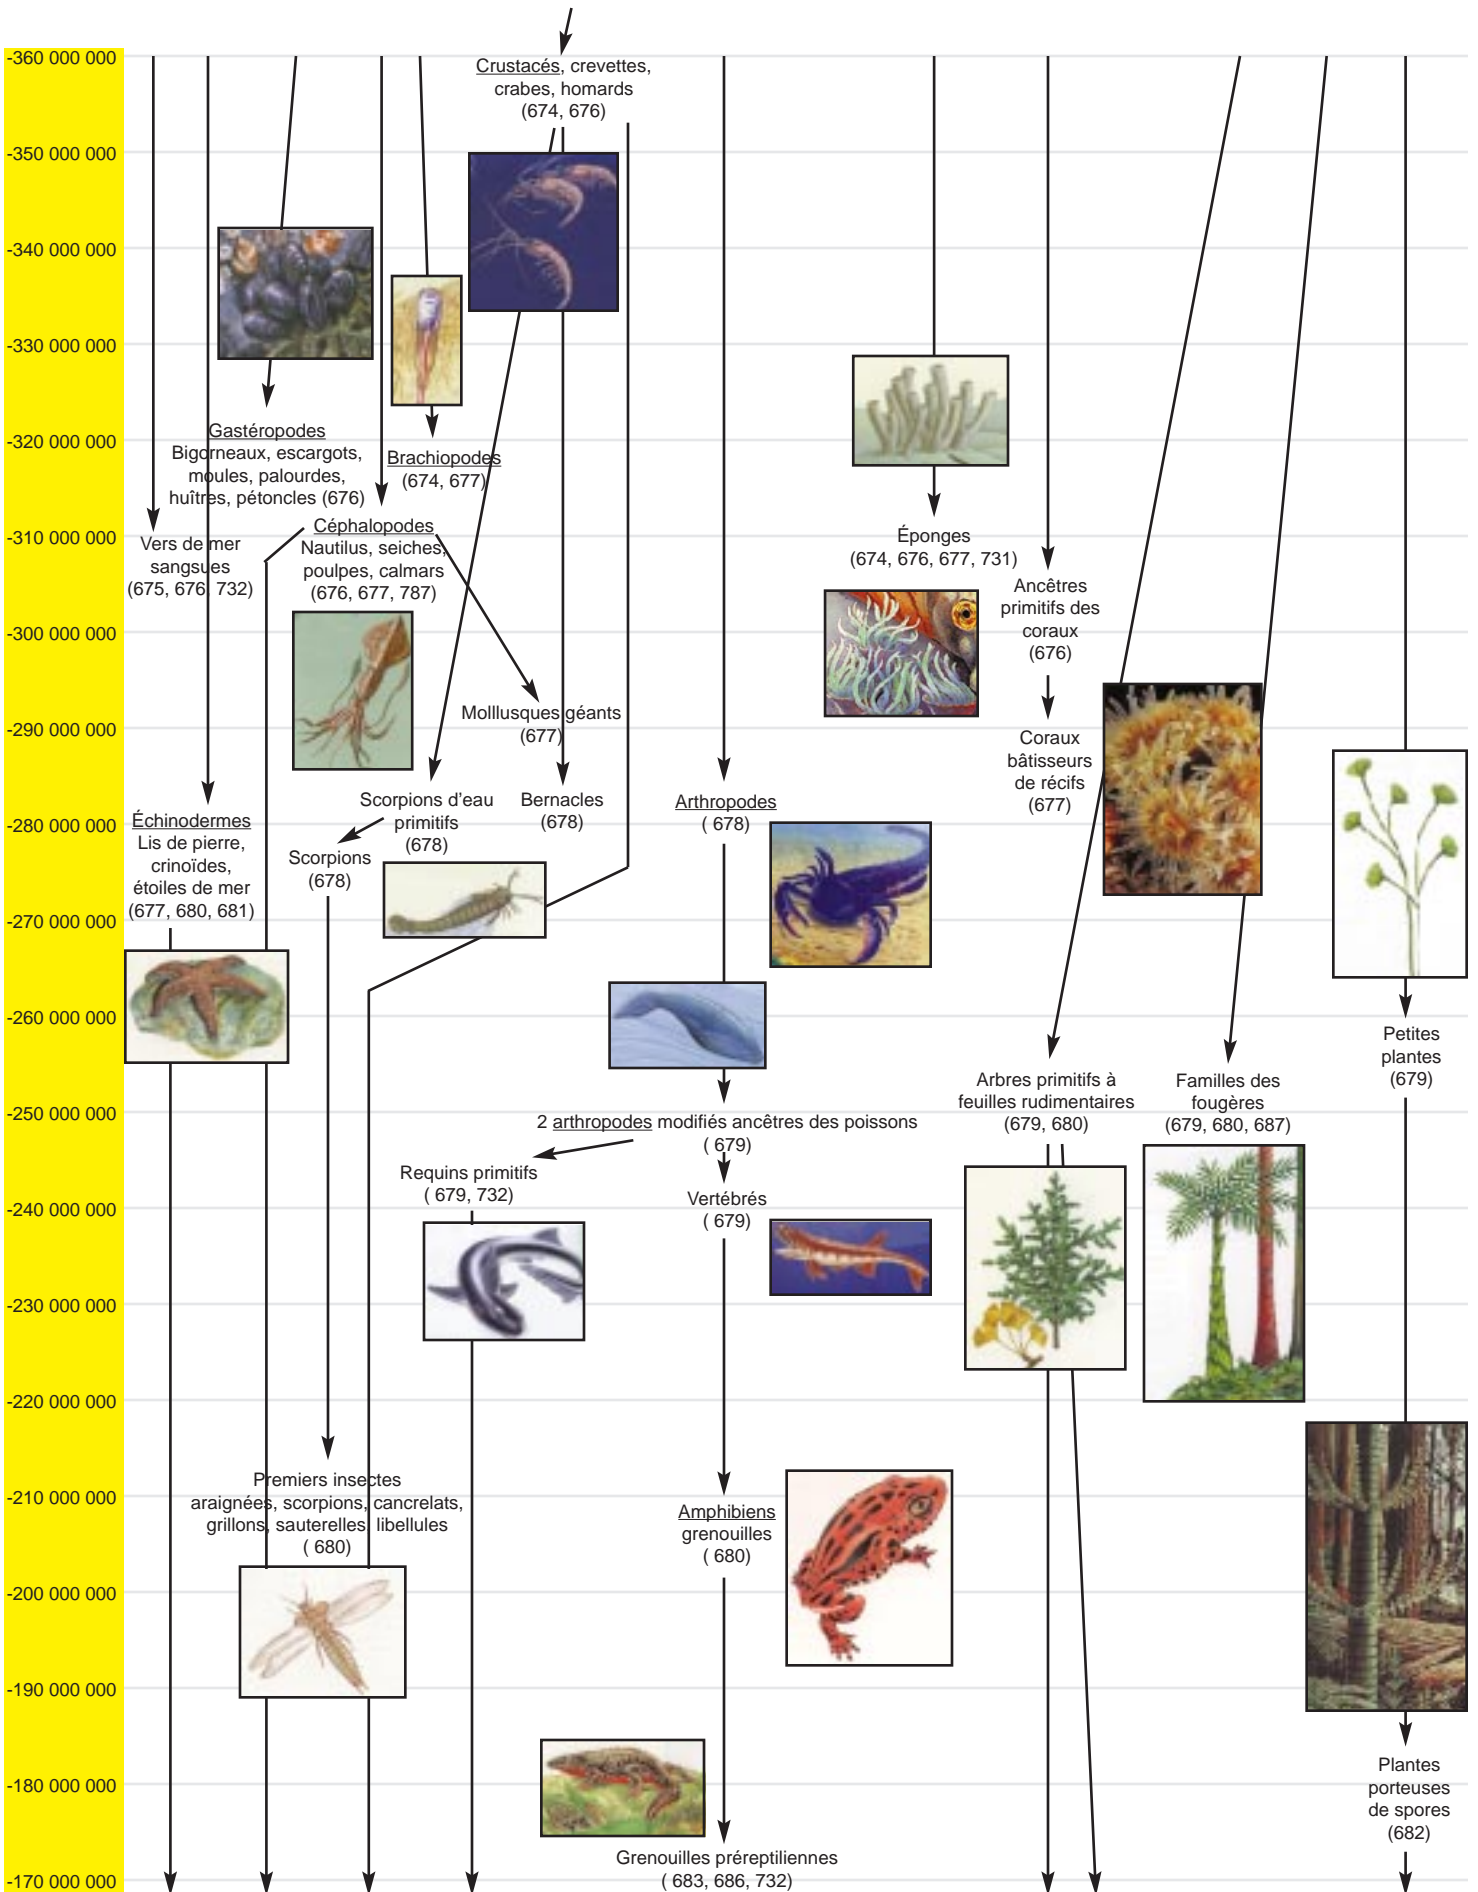 -360 000 000
-350 000 000
-340 000 000
-330 000 000
-320 000 000
-310 000 000
-300 000 000
-290 000 000
-280 000 000
-270 000 000
-260 000 000
-250 000 000
-240 000 000
-230 000 000
-220 000 000
-210 000 000
-200 000 000
-190 000 000
-180 000 000
-170 000 000
Crustacés, crevettes,
crabes, homards
(674, 676)
Gastéropodes
Bigorneaux, escargots,
moules, palourdes,
huîtres, pétoncles (676)
Brachiopodes
(674, 677)
Vers de mer
sangsues
(675, 676, 732)
Céphalopodes
Nautilus, seiches,
poulpes, calmars
(676, 677, 787)
Éponges
(674, 676, 677, 731)
Ancêtres
primitifs des
coraux
(676)
Molllusques géants
(677)
Coraux
bâtisseurs
de récifs
(677)
Échinodermes
Lis de pierre,
crinoïdes,
étoiles de mer
(677, 680, 681)
Scorpions d'eau
primitifs
(678)
Bernacles
(678)
Arthropodes
( 678)
Scorpions
(678)
Petites
plantes
(679)
Arbres primitifs à
feuilles rudimentaires
(679, 680)
Familles des
fougères
(679, 680, 687)
2 arthropodes modifiés ancêtres des poissons
( 679)
Requins primitifs
( 679, 732)
Vertébrés
( 679)
Premiers insectes
araignées, scorpions, cancrelats,
grillons, sauterelles, libellules
( 680)
Amphibiens
grenouilles
( 680)
Plantes
porteuses
de spores
(682)
Grenouilles préreptiliennes
( 683, 686, 732)